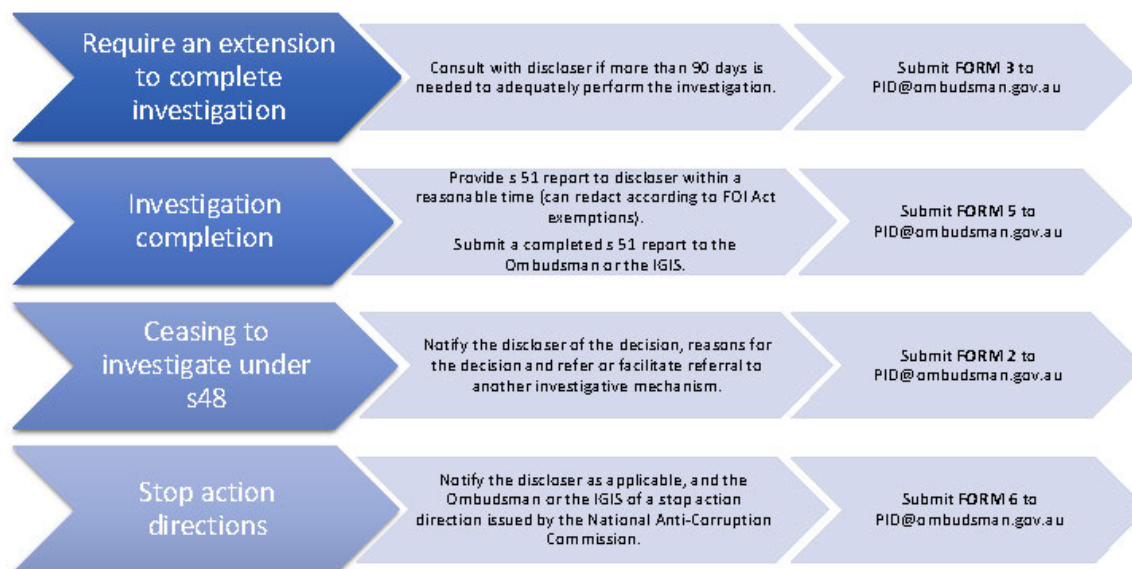 Require an extension
to complete
investigation
Consult with discloser if more than 90 days is
needed to adequately perform the investigation.
Submit FORM 3 to
PID@ombudsman.gov.au
Investigation
completion
Provide s 51 report to discloser within a
reasonable time (can redact according to FOI Act
exemptions).
Submit a completed s 51 report to the
Ombudsman or the IGIS.
Submit FORM 5 to
PID@ombudsman.gov.au
Ceasing to
investigate under
s48
Notify the discloser of the decision, reasons for
the decision and refer or facilitate referral to
another investigative mechanism.
Submit FORM 2 to
PID@ombudsman.gov.au
Stop action
directions
Notify the discloser as applicable, and the
Ombudsman or the IGIS of a stop action
direction issued by the National Anti-Corruption
Commission.
Submit FORM 6 to
PID@ombudsman.gov.au